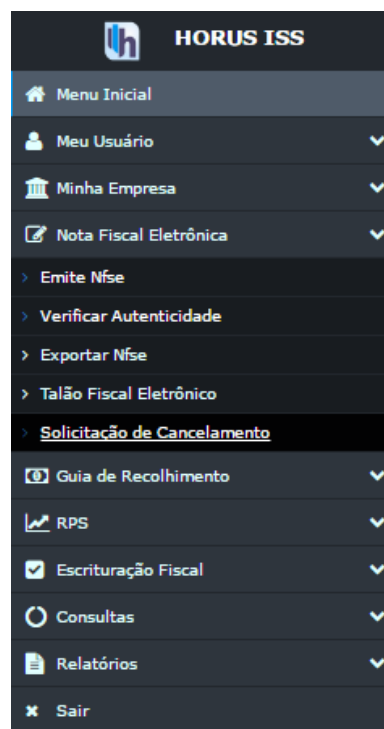 HORUS ISS
Menu Inicial
Meu Usuário
Minha Empresa
Nota Fiscal Eletrônica
Emite Nfse
Verificar Autenticidade
Exportar Nfse
Talão Fiscal Eletrônico
Solicitação de Cancelamento
Guia de Recolhimento
RPS
Escrituração Fiscal
Consultas
Relatórios
Sair